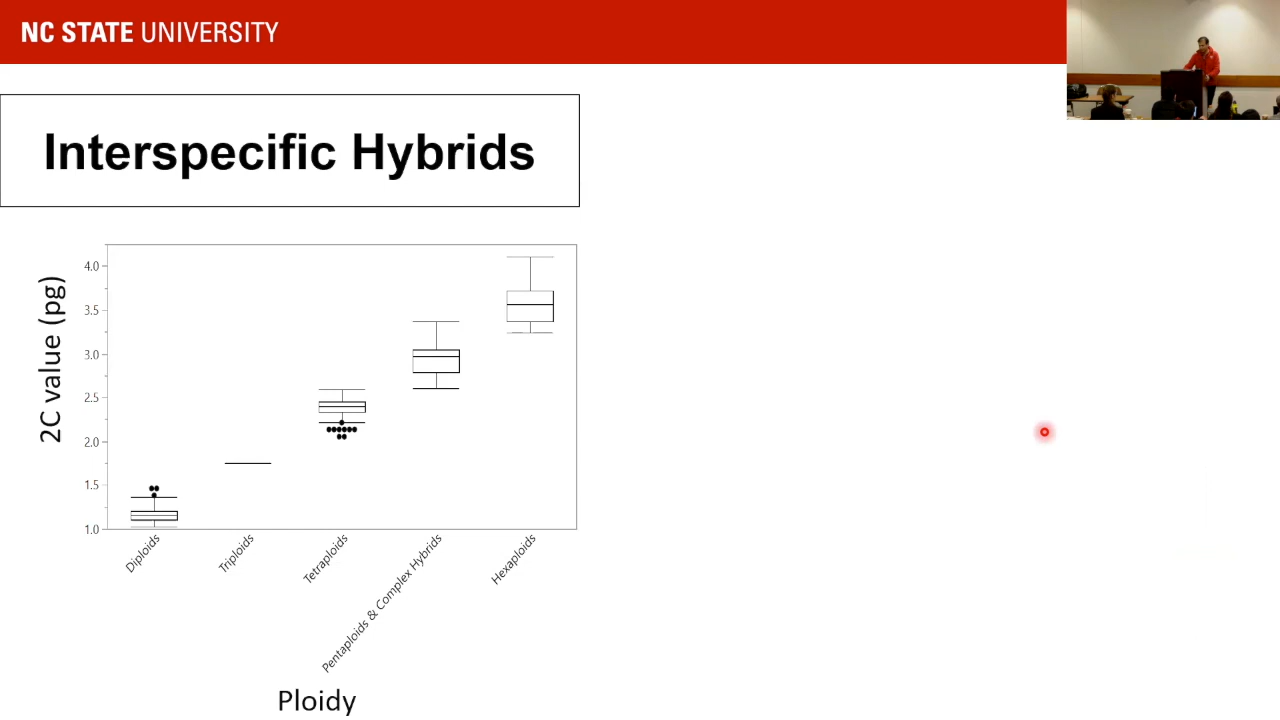 NC STATE UNIVERSITY
Interspecific Hybrids
2C value (pg)
4.0
3.5
3.0
2.5
2.0
1.5
1.0
Diploids
Triploids
Tetraploids
Pentaploids & Complex Hybrids
Hexaploids
Ploidy